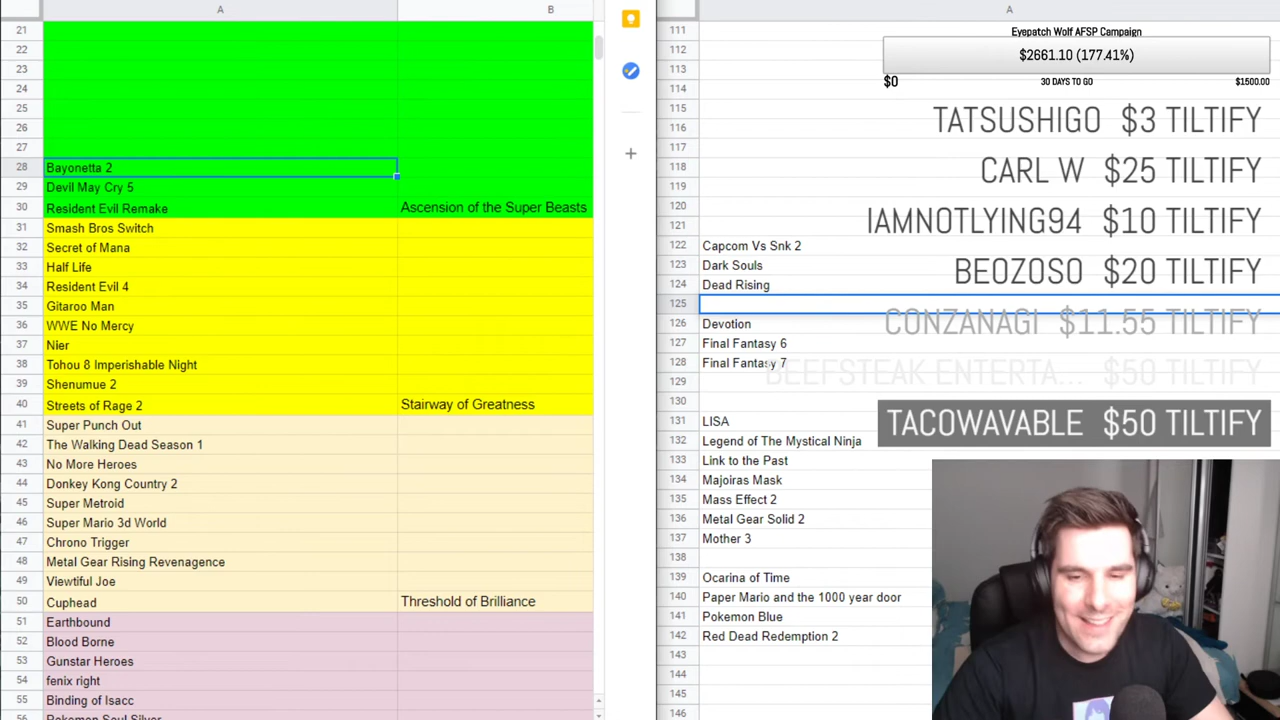 A
B
A
21
22
23
24
25
26
27
28 Bayonetta 2
29 Devil May Cry 5
30 Resident Evil Remake Ascension of the Super Beasts
31 Smash Bros Switch
32 Secret of Mana
33 Half Life
34 Resident Evil 4
35 Gitaroo Man
36 WWE No Mercy
37 Nier
38 Tohou 8 Imperishable Night
39 Shenumue 2
40 Streets of Rage 2 Stairway of Greatness
41 Super Punch Out
42 The Walking Dead Season 1
43 No More Heroes
44 Donkey Kong Country 2
45 Super Metroid
46 Super Mario 3d World
47 Chrono Trigger
48 Metal Gear Rising Revenagence
49 Viewtiful Joe
50 Cuphead Threshold of Brilliance
51 Earthbound
52 Blood Borne
53 Gunstar Heroes
54 fenix right
55 Binding of Isacc
56 Pokemon Soul Silver
111
112
113
114
115
116
117
118
119
120
121
122 Capcom Vs Snk 2
123 Dark Souls
124 Dead Rising
125
126 Devotion
127 Final Fantasy 6
128 Final Fantasy 7
129
130
131 LISA
132 Legend of The Mystical Ninja
133 Link to the Past
134 Majoiras Mask
135 Mass Effect 2
136 Metal Gear Solid 2
137 Mother 3
138
139 Ocarina of Time
140 Paper Mario and the 1000 year door
141 Pokemon Blue
142 Red Dead Redemption 2
143
144
145
146
Eyepatch Wolf AFSP Campaign
$2661.10 (177.41%)
$0 30 DAYS TO GO $1500.00
TATSUSHIGO $3 TILTIFY
CARL W $25 TILTIFY
IAMNOTLYING94 $10 TILTIFY
BEOZOSO $20 TILTIFY
CONZANAGI $11.55 TILTIFY
BEEFSTEAK ENTERTA... $50 TILTIFY
TACOWAVABLE $50 TILTIFY